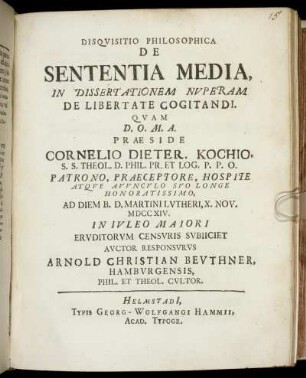 15
DISQVISITIO PHILOSOPHICA
DE
SENTENTIA MEDIA,
IN DISSERTATIONEM NVPERAM
DE LIBERTATE COGITANDI.
QVAM
D. O. M. A.
PRAESIDE
CORNELIO DIETER. KOCHIO,
S. S. THEOL. D. PHIL. PR. ET LOG. P. P. O.
PATRONO, PRAECEPTORE, HOSPITE
ATQVE AVVNCVLO SVO LONGE
HONORATISSIMO,
AD DIEM B. D. MARTINI LVTHERI, X. NOV.
MDCCXIV.
IN IVLEO MAIORI
ERVDITORVM CENSVRIS SVBIICIET
AVCTOR RESPONSVRVS
ARNOLD CHRISTIAN BEVTHNER,
HAMBVRGENSIS,
PHIL. ET THEOL. CVLTOR.
HELMSTADI,
TYPIS GEORG-WOLFGANGI HAMMII,
ACAD. TYPOGR.